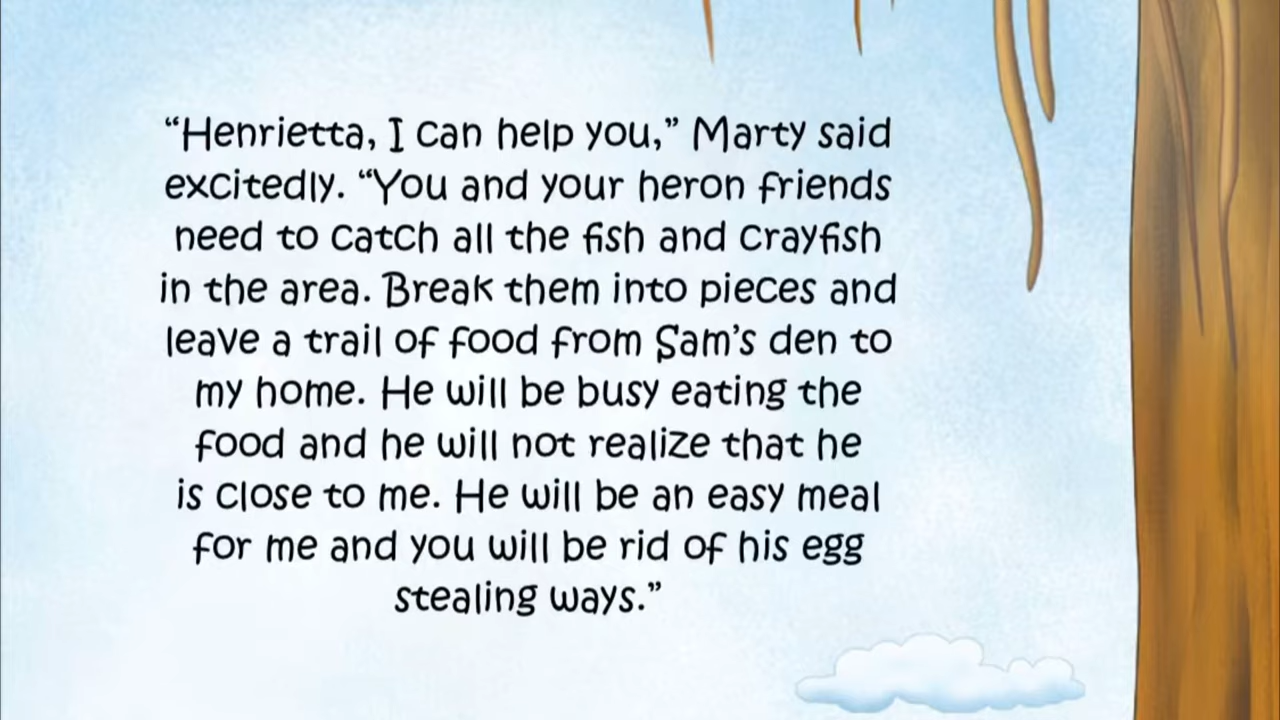 “Henrietta, I can help you,” Marty said
excitedly. “You and your heron friends
need to catch all the fish and crayfish
in the area. Break them into pieces and
leave a trail of food from Sam’s den to
my home. He will be busy eating the
food and he will not realize that he
is close to me. He will be an easy meal
for me and you will be rid of his egg
stealing ways.”